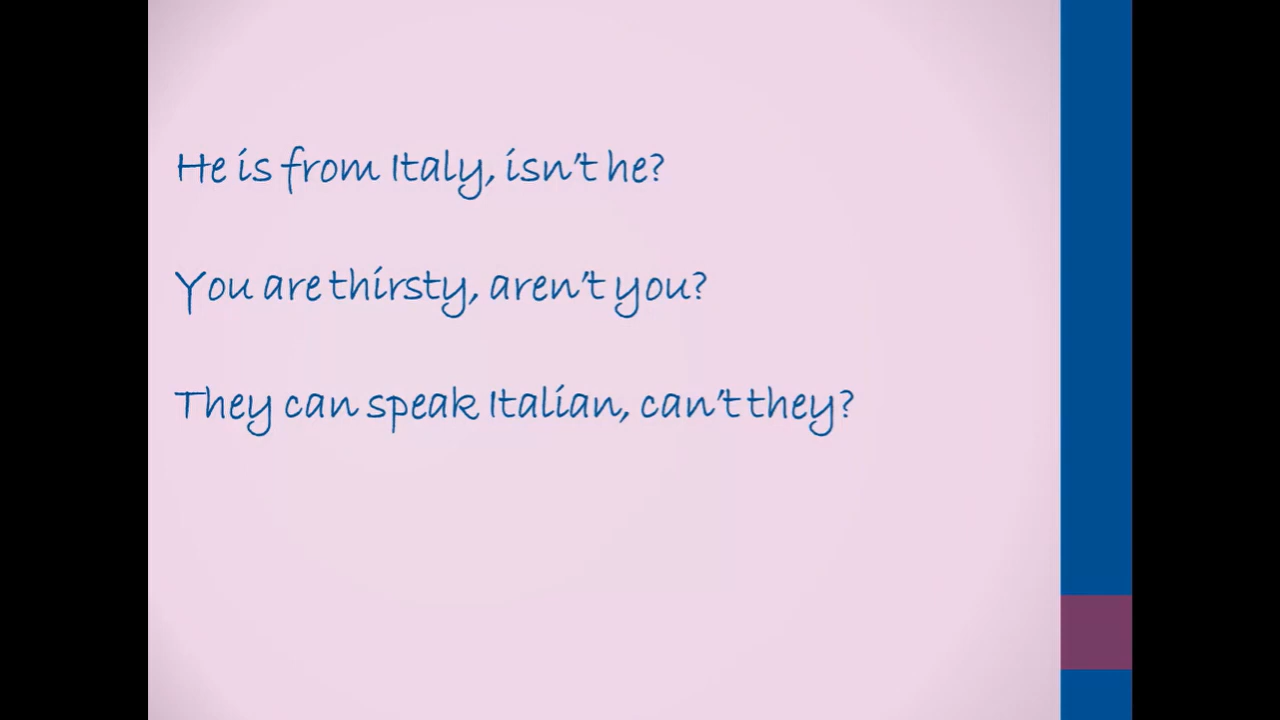 He is from Italy, isn't he?
You are thirsty, aren't you?
They can speak Italian, can't they?